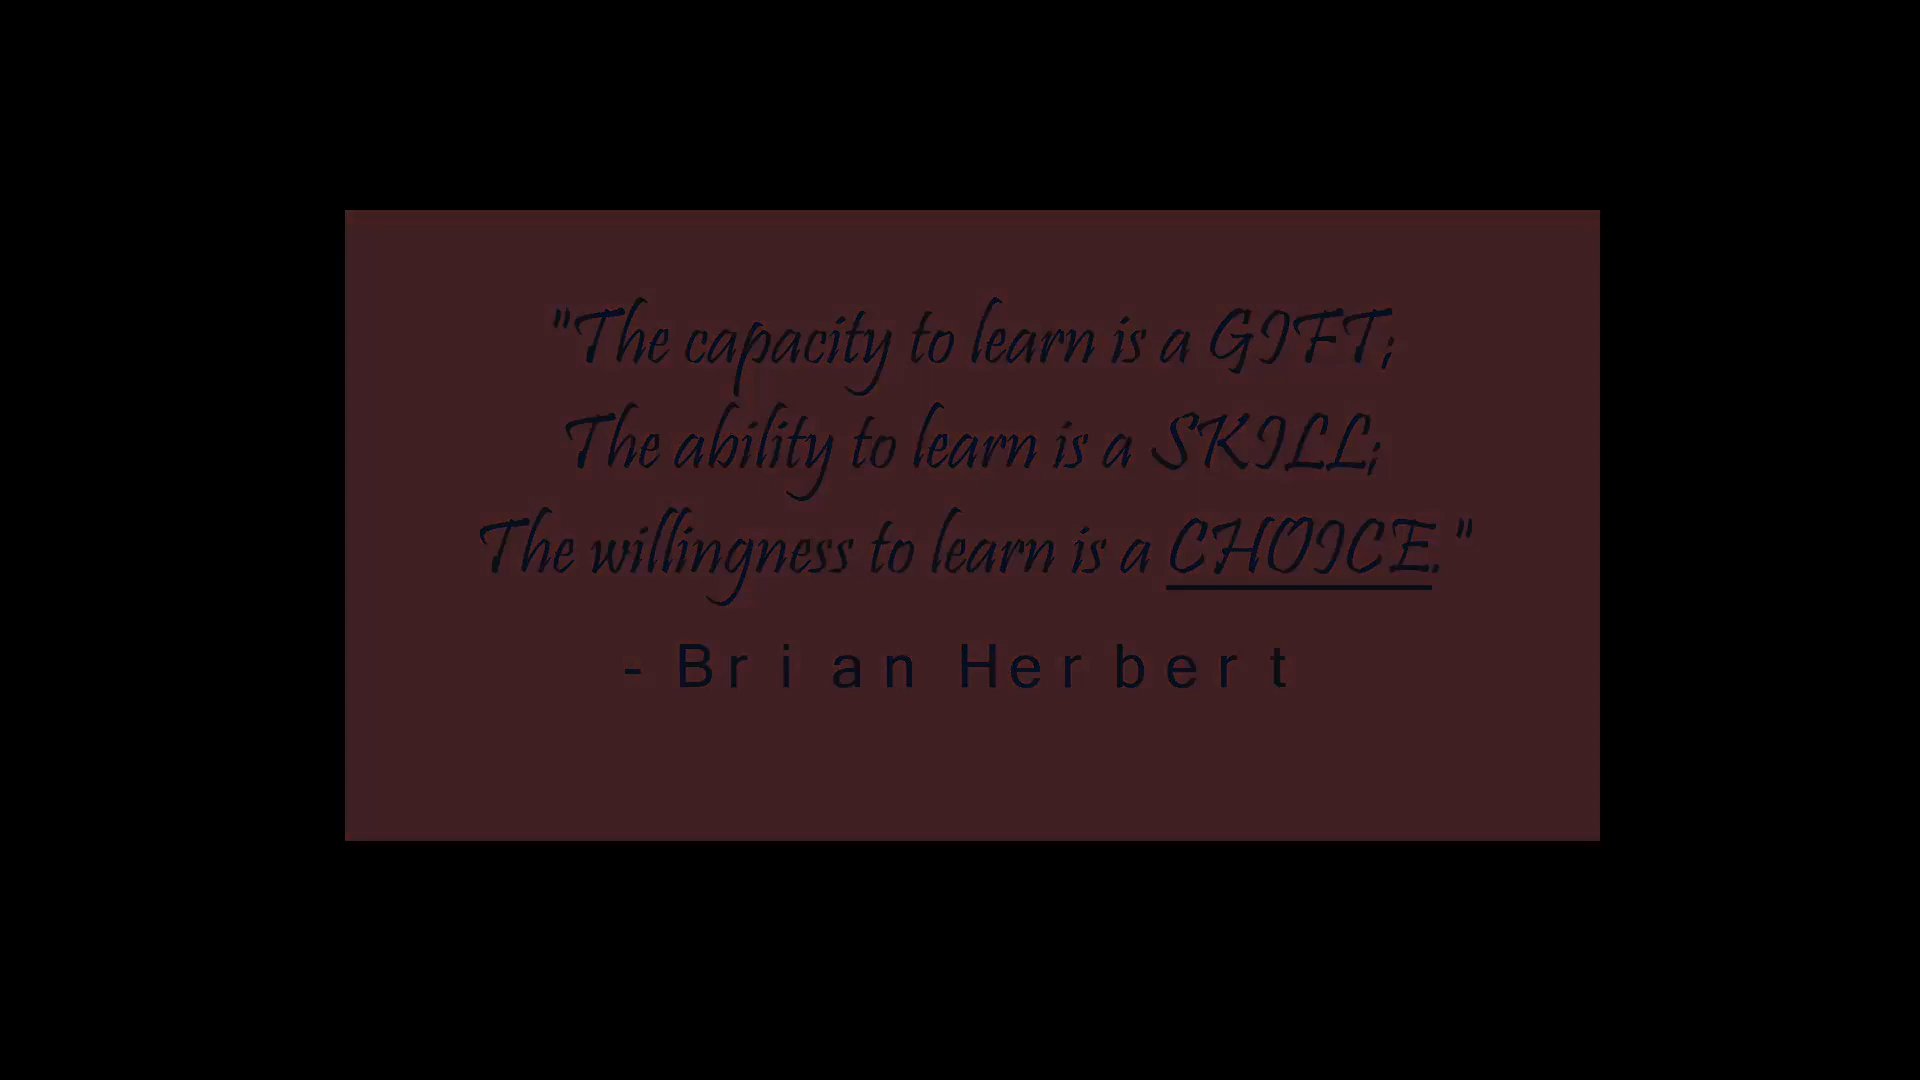 "The capacity to learn is a GIFT;
The ability to learn is a SKILL;
The willingness to learn is a CHOICE."
- Brian Herbert